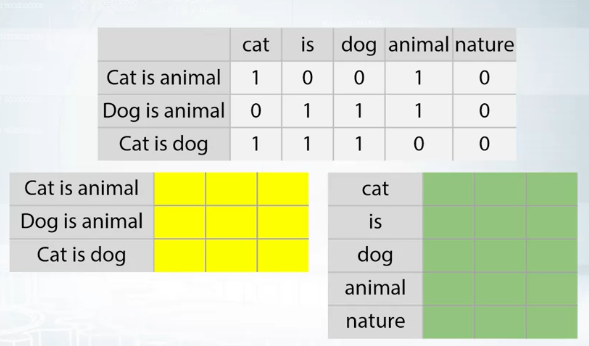 cat is dog animal nature
Cat is animal 1 0 0 1 0
Dog is animal 0 1 1 1 0
Cat is dog 1 1 1 0 0
Cat is animal
Dog is animal
Cat is dog
cat
is
dog
animal
nature